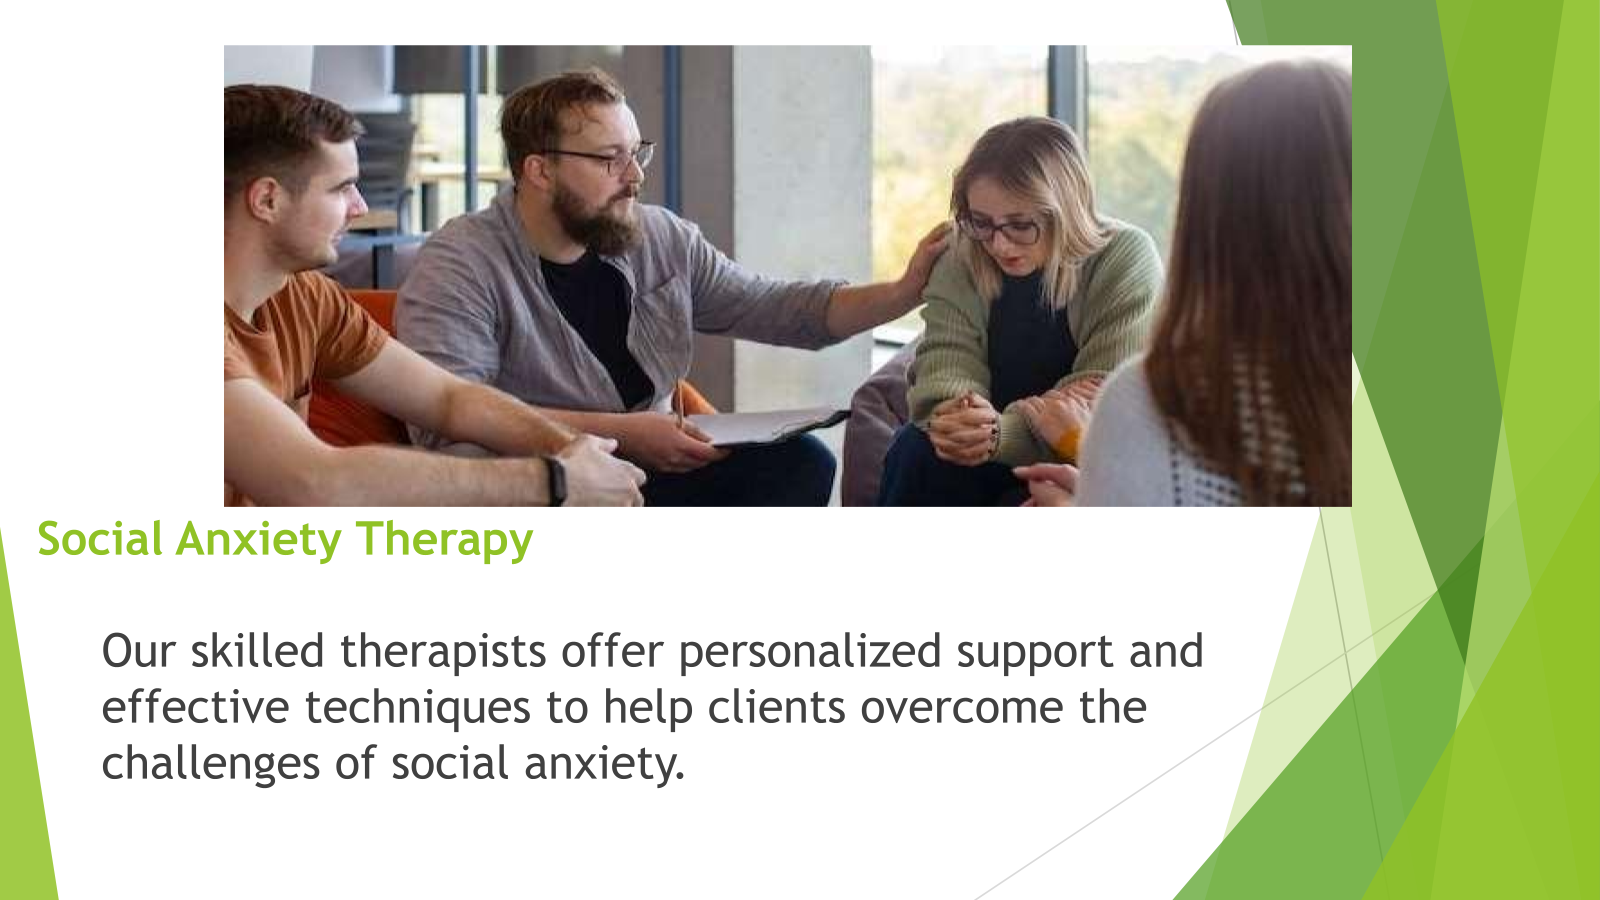 Social Anxiety Therapy
Our skilled therapists offer personalized support and
effective techniques to help clients overcome the
challenges of social anxiety.